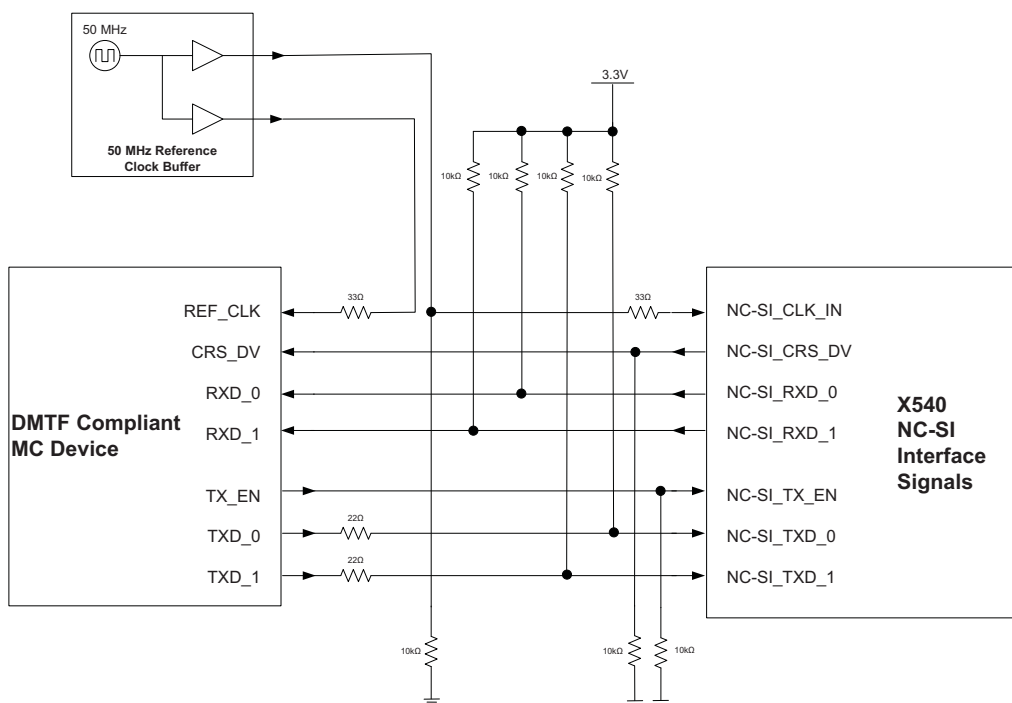 50 MHz
50 MHz Reference
Clock Buffer
3.3V
10kΩ
10kΩ
10kΩ
10kΩ
DMTF Compliant
MC Device
REF_CLK
CRS_DV
RXD_0
RXD_1
TX_EN
TXD_0
TXD_1
33Ω
33Ω
22Ω
22Ω
NC-SI_CLK_IN
NC-SI_CRS_DV
NC-SI_RXD_0
NC-SI_RXD_1
NC-SI_TX_EN
NC-SI_TXD_0
NC-SI_TXD_1
X540
NC-SI
Interface
Signals
10kΩ
10kΩ
10kΩ